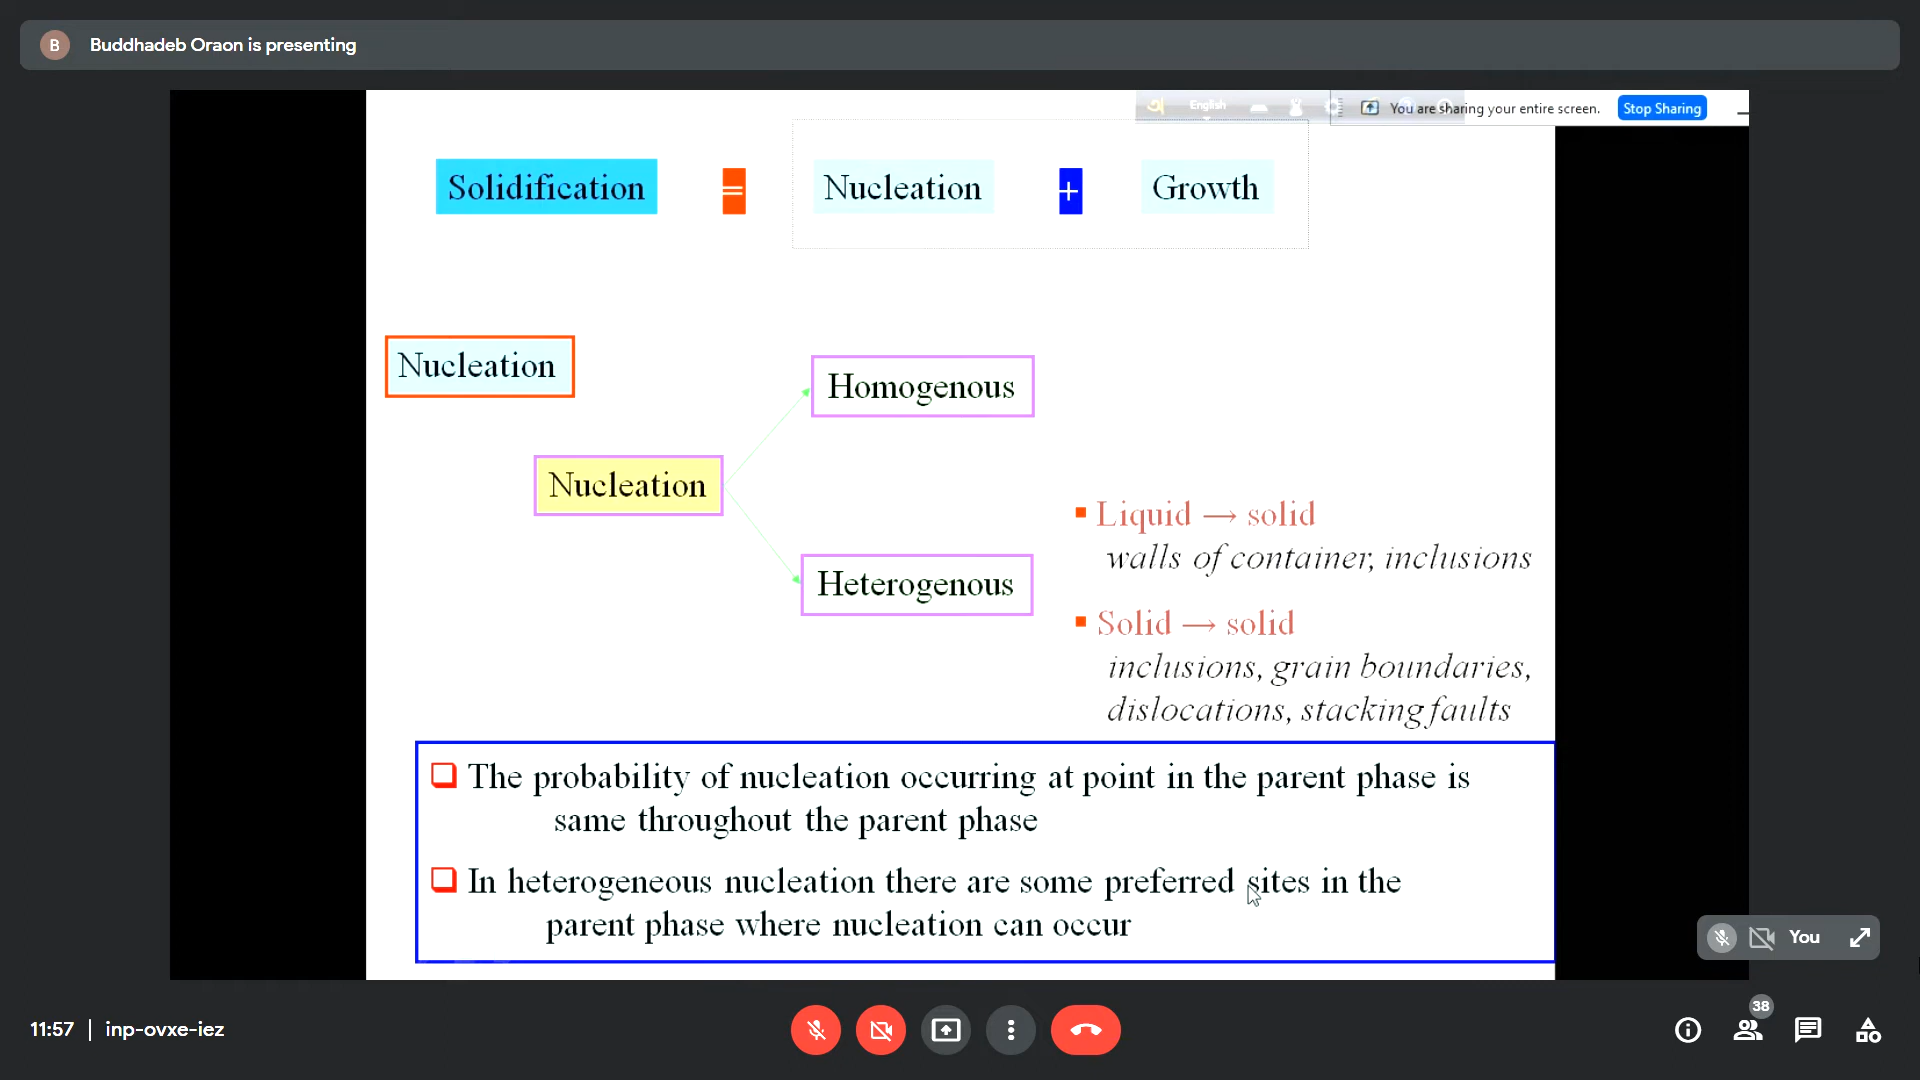 B Buddhadeb Oraon is presenting
English
You are sharying your entire screen. Stop Sharing
Solidification = Nucleation + Growth
Nucleation
Homogenous
Nucleation
Liquid → solid
walls of container, inclusions
Heterogenous
Solid → solid
inclusions, grain boundaries,
dislocations, stacking faults
❑ The probability of nucleation occurring at point in the parent phase is
same throughout the parent phase
❑ In heterogeneous nucleation there are some preferred sites in the
parent phase where nucleation can occur
You
11:57 | inp-ovxe-iez
38